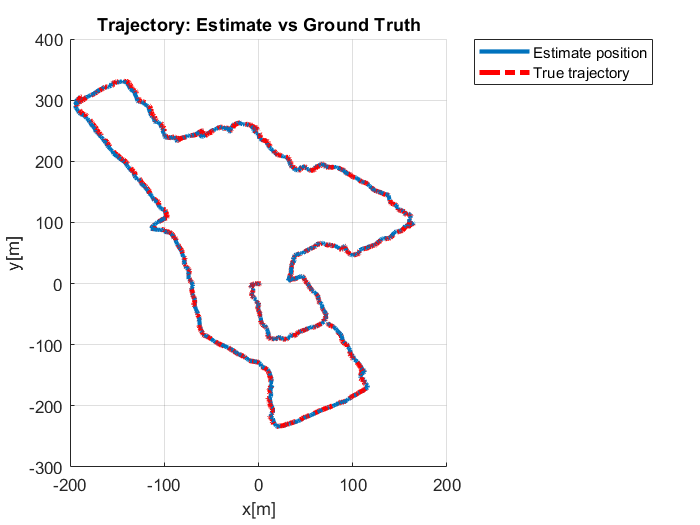 Trajectory: Estimate vs Ground Truth
Estimate position
True trajectory
400
300
200
100
0
-100
-200
-300
y[m]
-200 -100 0 100 200
x[m]